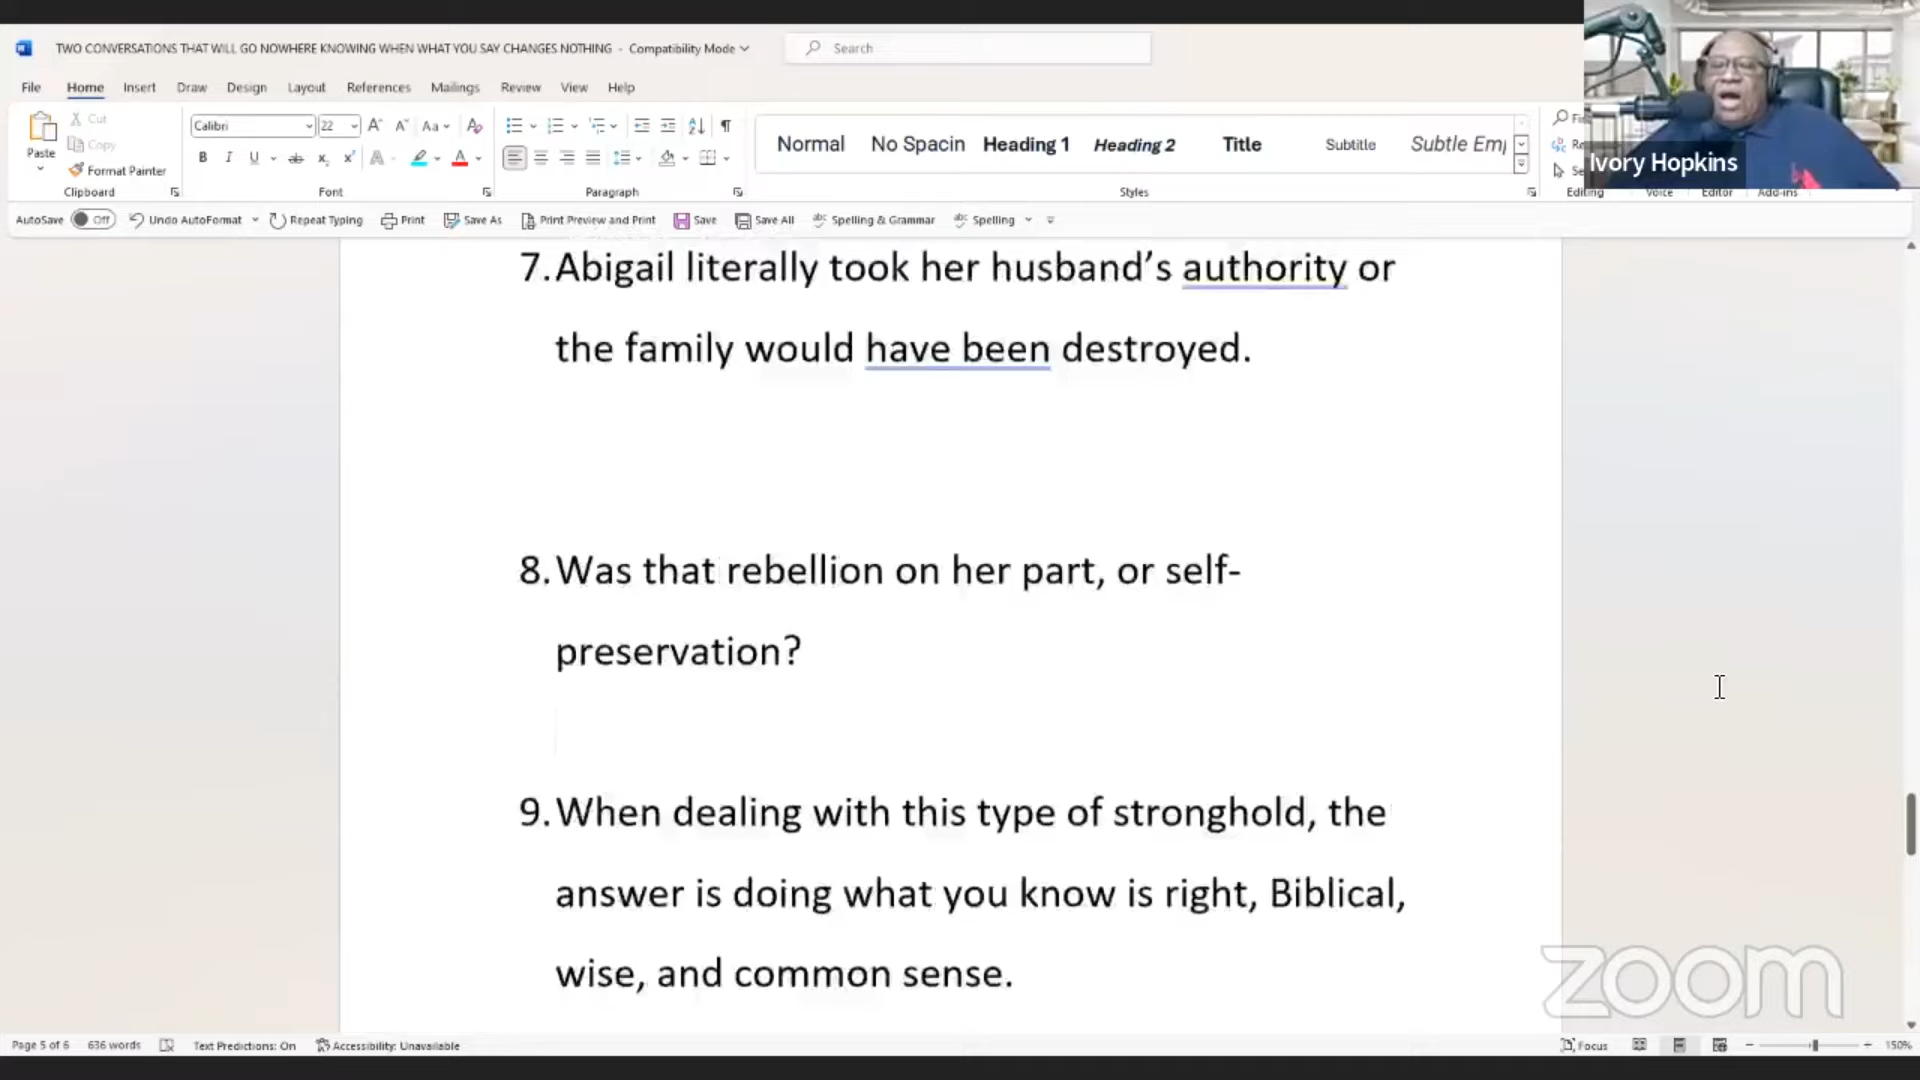 TWO CONVERSATIONS THAT WILL GO NOWHERE KNOWING WHEN WHAT YOU SAY CHANGES NOTHING - Compatibility Mode
Search
File Home Insert Draw Design Layout References Mailings Review View Help
Paste
Cut
Copy
Format Painter
Calibri 22
Normal No Spacin Heading 1 Heading 2 Title Subtitle Subtle Emj
Ivory Hopkins
Clipboard Font Paragraph Styles Editing Voice Editor Add-ins
AutoSave Off Undo AutoFormat Repeat Typing Print Save As Print Preview and Print Save Save All Spelling & Grammar Spelling
7. Abigail literally took her husband’s authority or
the family would have been destroyed.
8. Was that rebellion on her part, or self-
preservation?
9. When dealing with this type of stronghold, the
answer is doing what you know is right, Biblical,
wise, and common sense.
zoom
Page 5 of 6 636 words Text Predictions: On Accessibility: Unavailable Focus 150%